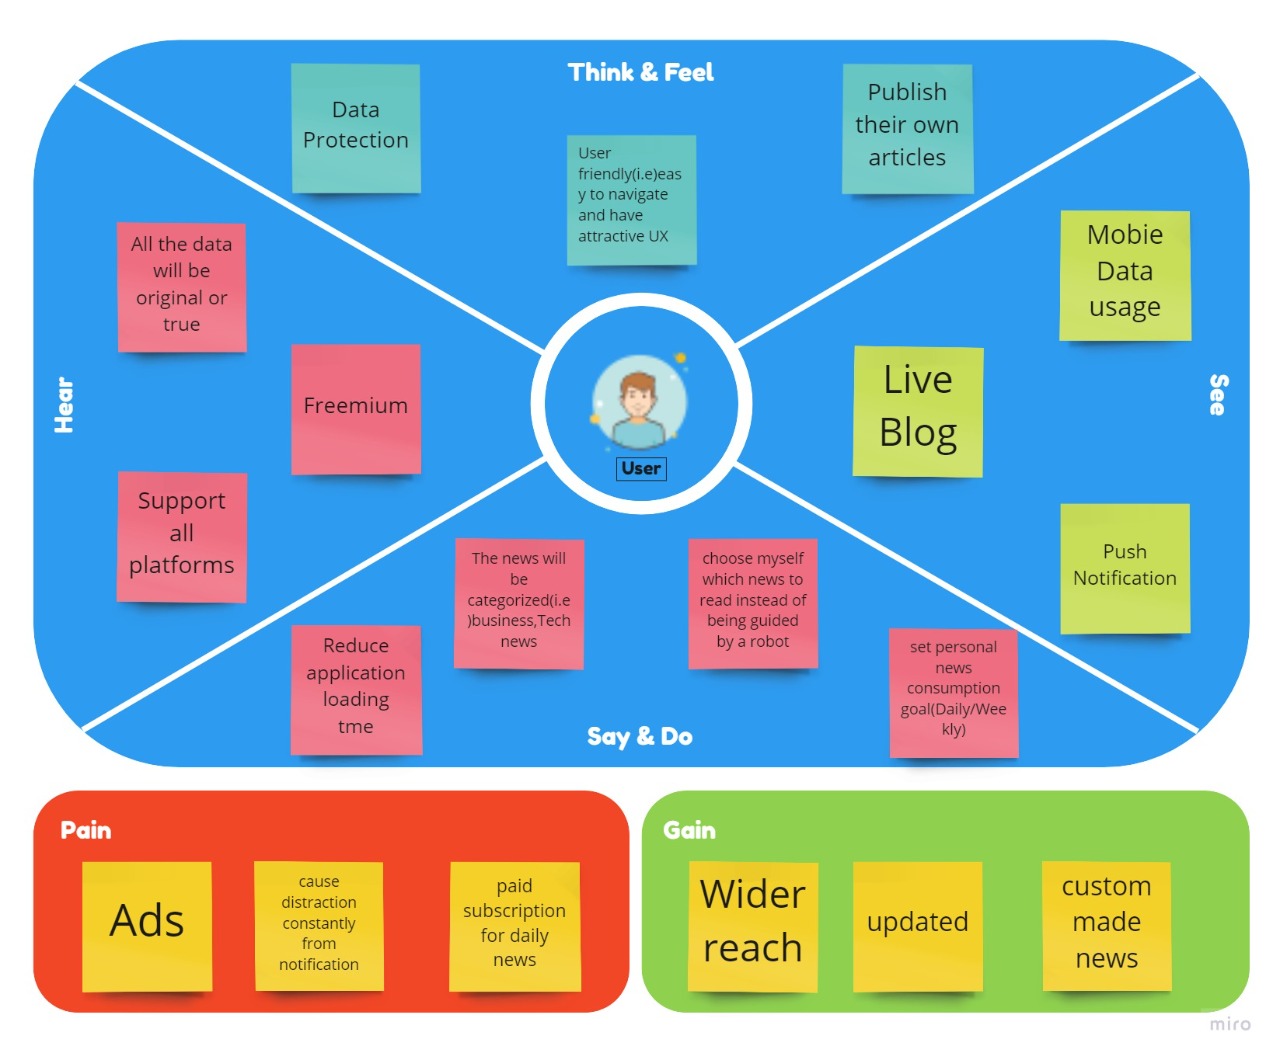 Think & Feel
Data
Protection
User
friendly(i.e)eas
y to navigate
and have
attractive UX
Publish
their own
articles
Hear
All the data
will be
original or
true
Freemium
Support
all
platforms
User
See
Mobie
Data
usage
Live
Blog
Push
Notification
Reduce
application
loading
tme
The news will
be
categorized(i.e
)business,Tech
news
choose myself
which news to
read instead of
being guided
by a robot
set personal
news
consumption
goal(Daily/Wee
kly)
Say & Do
Pain
Ads
cause
distraction
constantly
from
notification
paid
subscription
for daily
news
Gain
Wider
reach
updated
custom
made
news
miro